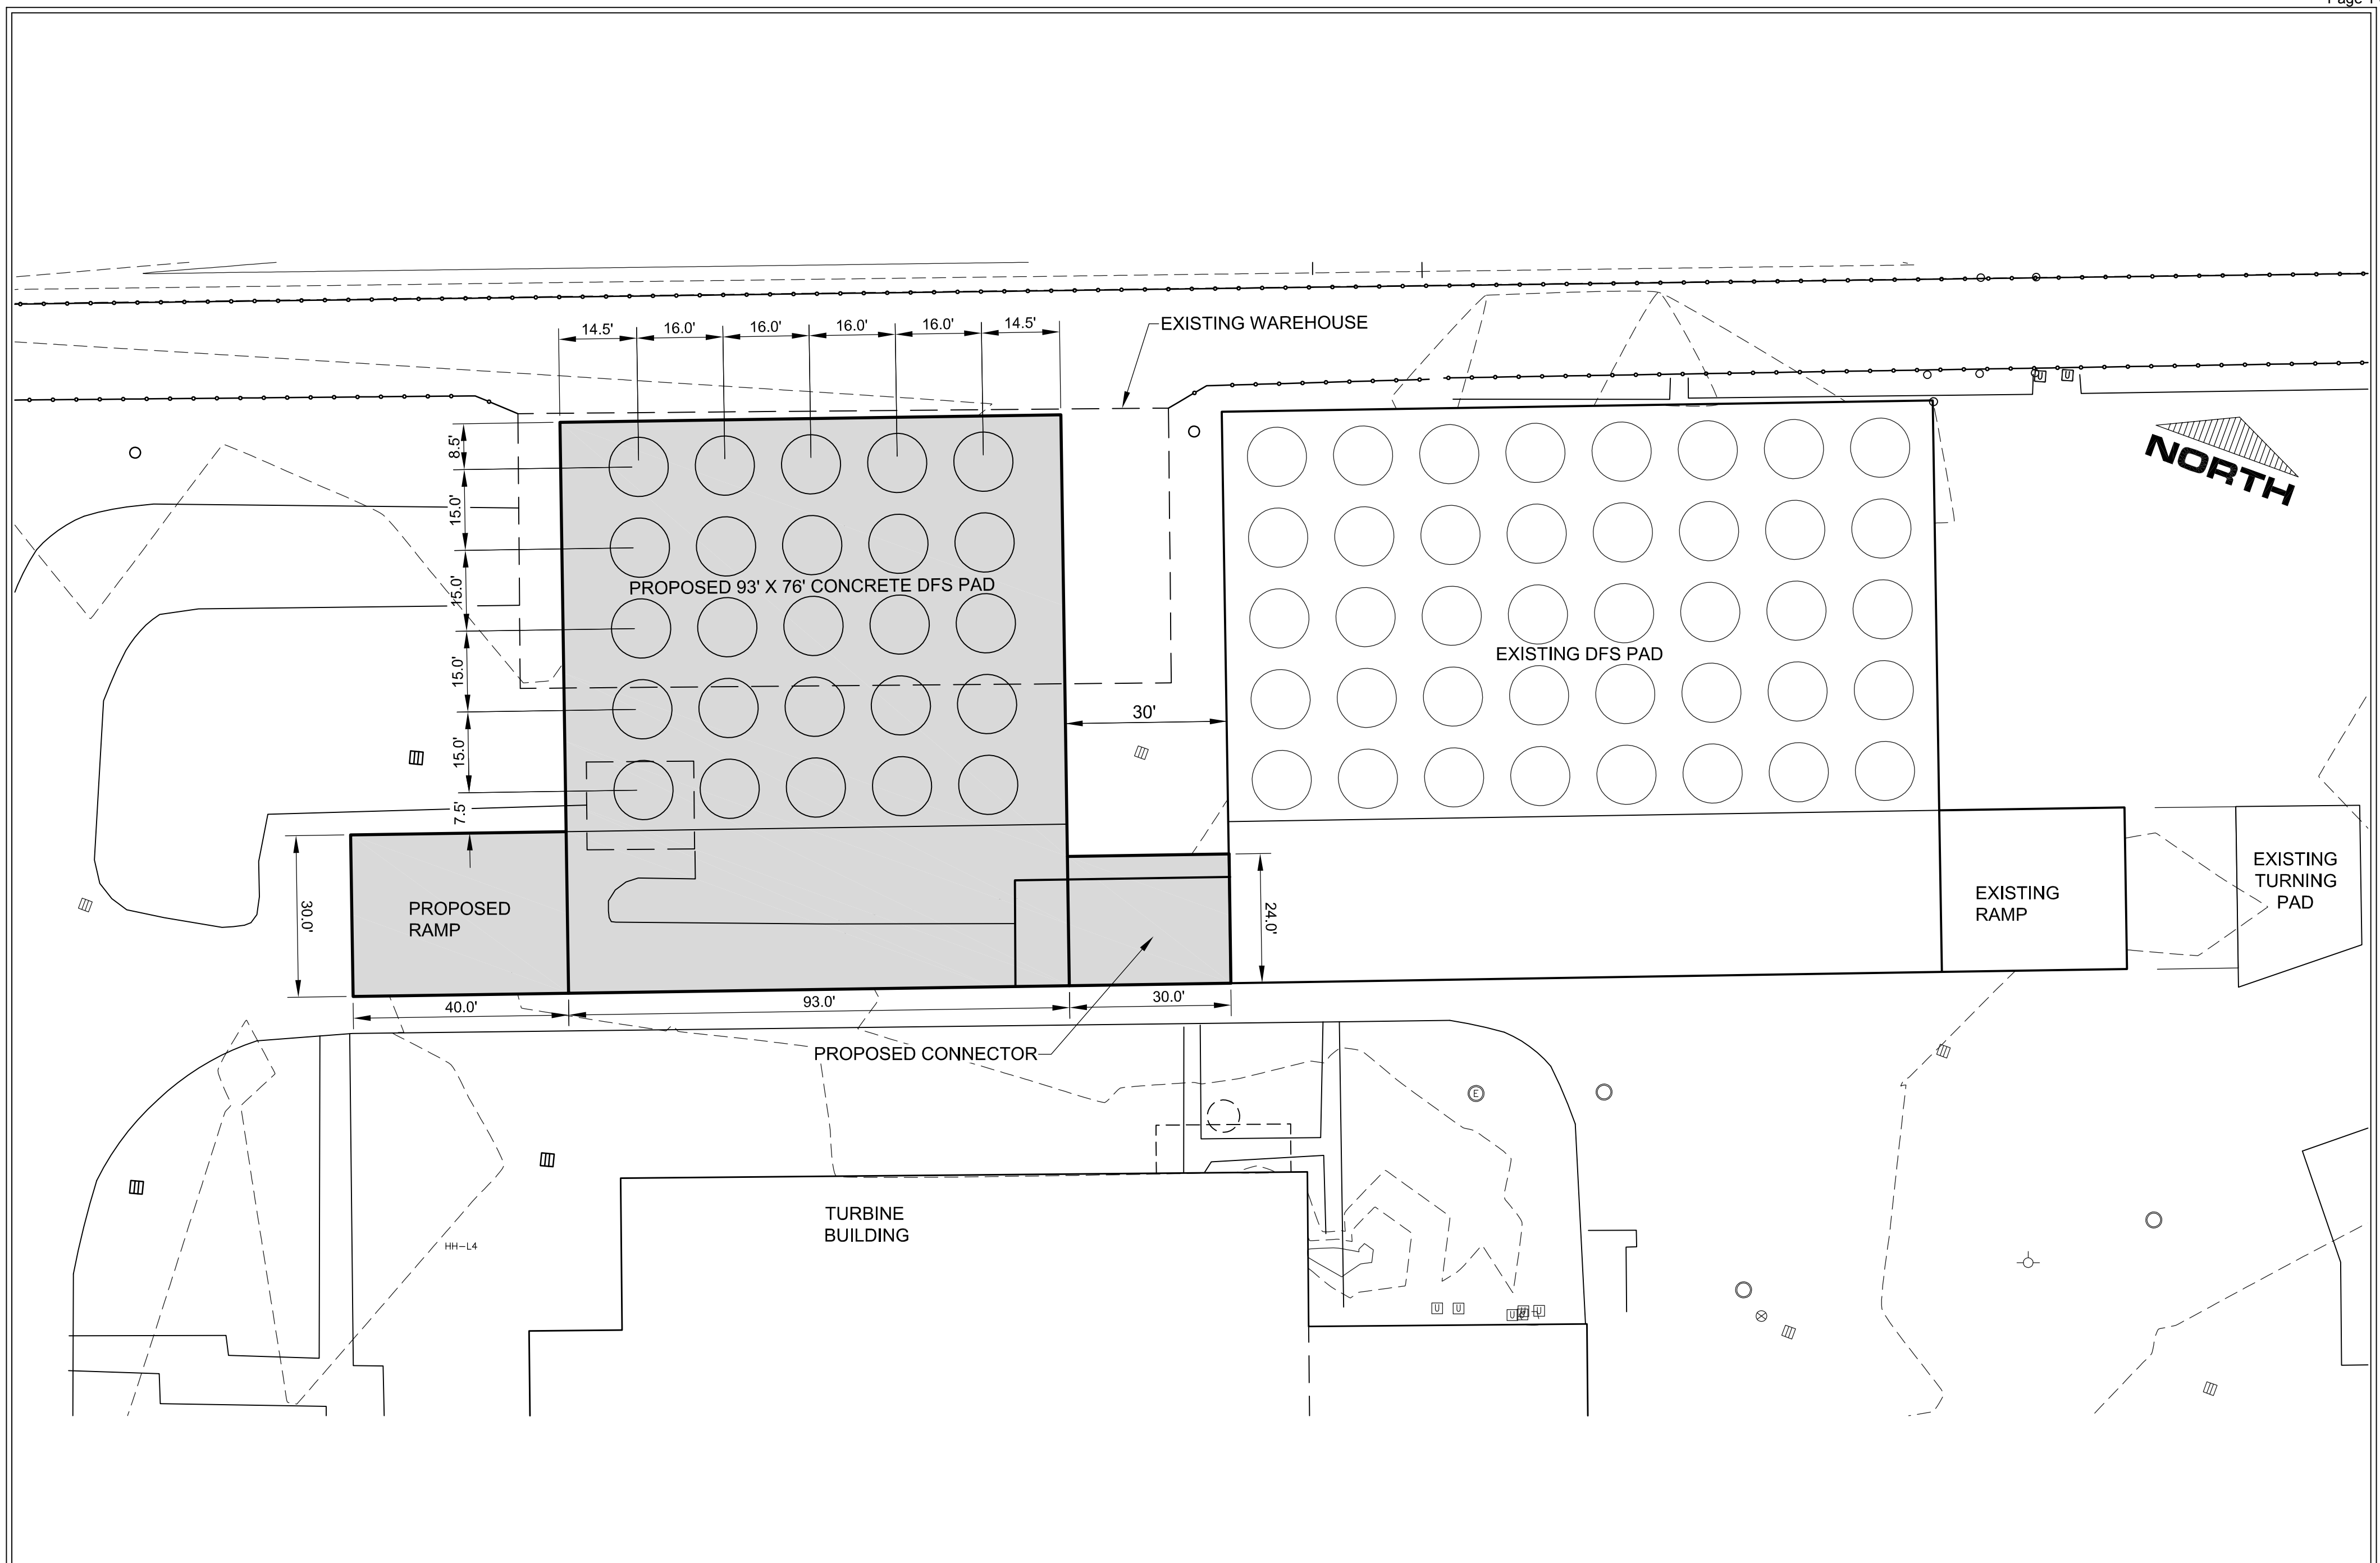 Page 1
14.5'
16.0'
16.0'
16.0'
16.0'
14.5'
EXISTING WAREHOUSE
8.5'
15.0'
15.0'
15.0'
15.0'
7.5'
PROPOSED 93' X 76' CONCRETE DFS PAD
NORTH
EXISTING DFS PAD
30'
30.0'
PROPOSED
RAMP
24.0'
EXISTING
RAMP
EXISTING
TURNING
PAD
40.0'
93.0'
30.0'
PROPOSED CONNECTOR
TURBINE
BUILDING
HH-L4
E
U
U
U
U
U
U
U